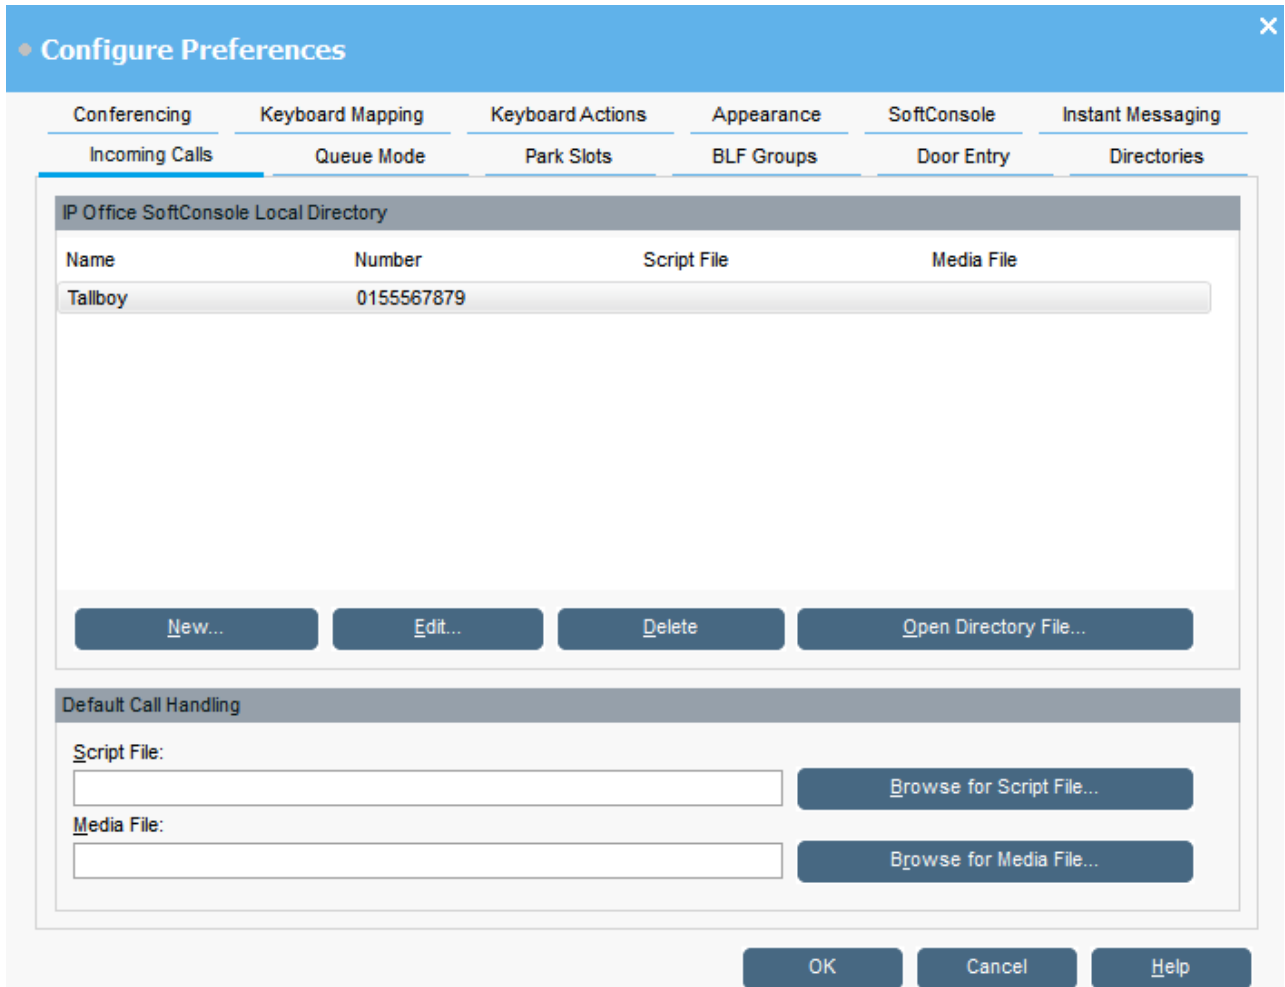 Configure Preferences
Conferencing Keyboard Mapping Keyboard Actions Appearance SoftConsole Instant Messaging
Incoming Calls Queue Mode Park Slots BLF Groups Door Entry Directories
IP Office SoftConsole Local Directory
Name Number Script File Media File
Tallboy 0155567879
New... Edit... Delete Open Directory File...
Default Call Handling
Script File:
Browse for Script File...
Media File:
Browse for Media File...
OK Cancel Help